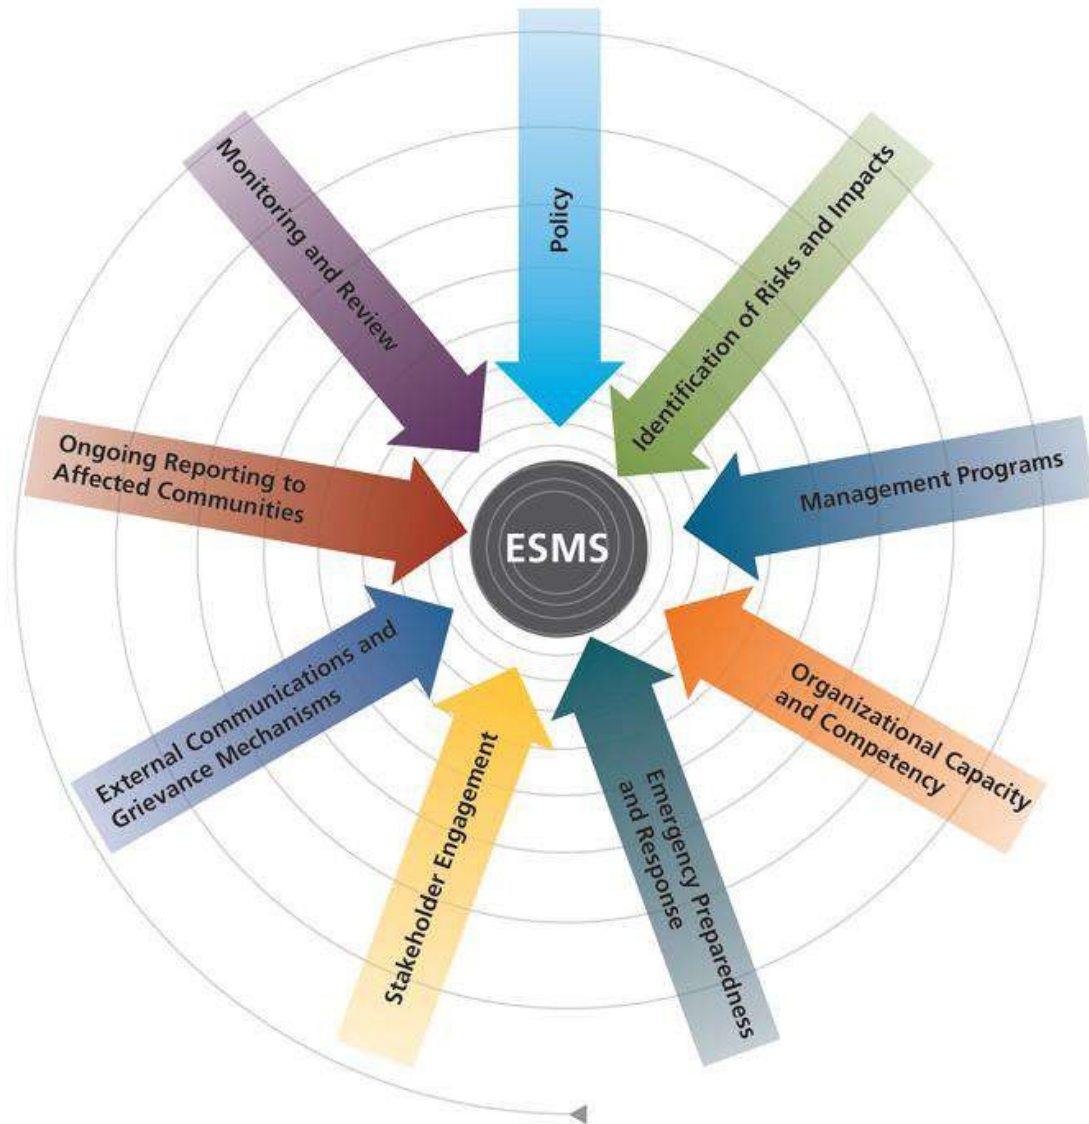 Policy
Identification of Risks and Impacts
Management Programs
Organizational Capacity
and Competency
Emergency Preparedness
and Response
Stakeholder Engagement
External Communications and
Grievance Mechanisms
Ongoing Reporting to
Affected Communities
Monitoring and Review
ESMS